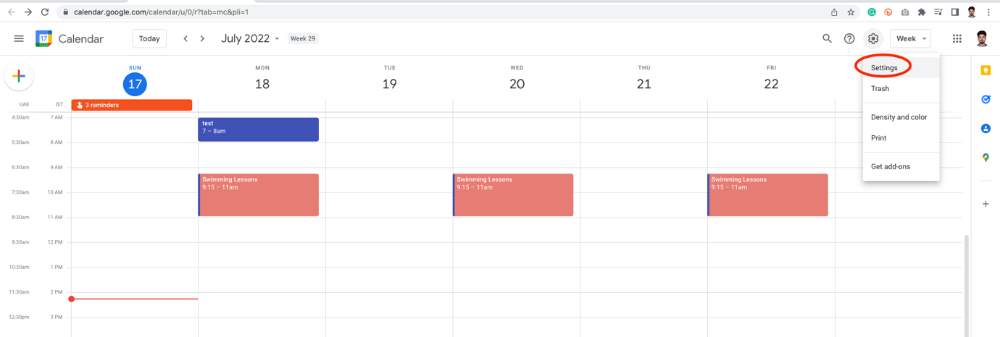 calendar.google.com/calendar/u/0/r?tab=mc&pli=1
17 Calendar Today July 2022 Week 29 Week
Settings
Trash
Density and color
Print
Get add-ons
SUN MON TUE WED THU FRI
17 18 19 20 21 22
UAE IST 3 reminders
4:30am 7 AM
test
7 – 8am
5:30am 8 AM
6:30am 9 AM
Swimming Lessons Swimming Lessons Swimming Lessons
9:15 – 11am 9:15 – 11am 9:15 – 11am
7:30am 10 AM
8:30am 11 AM
9:30am 12 PM
10:30am 1 PM
11:30am 2 PM
12:30pm 3 PM